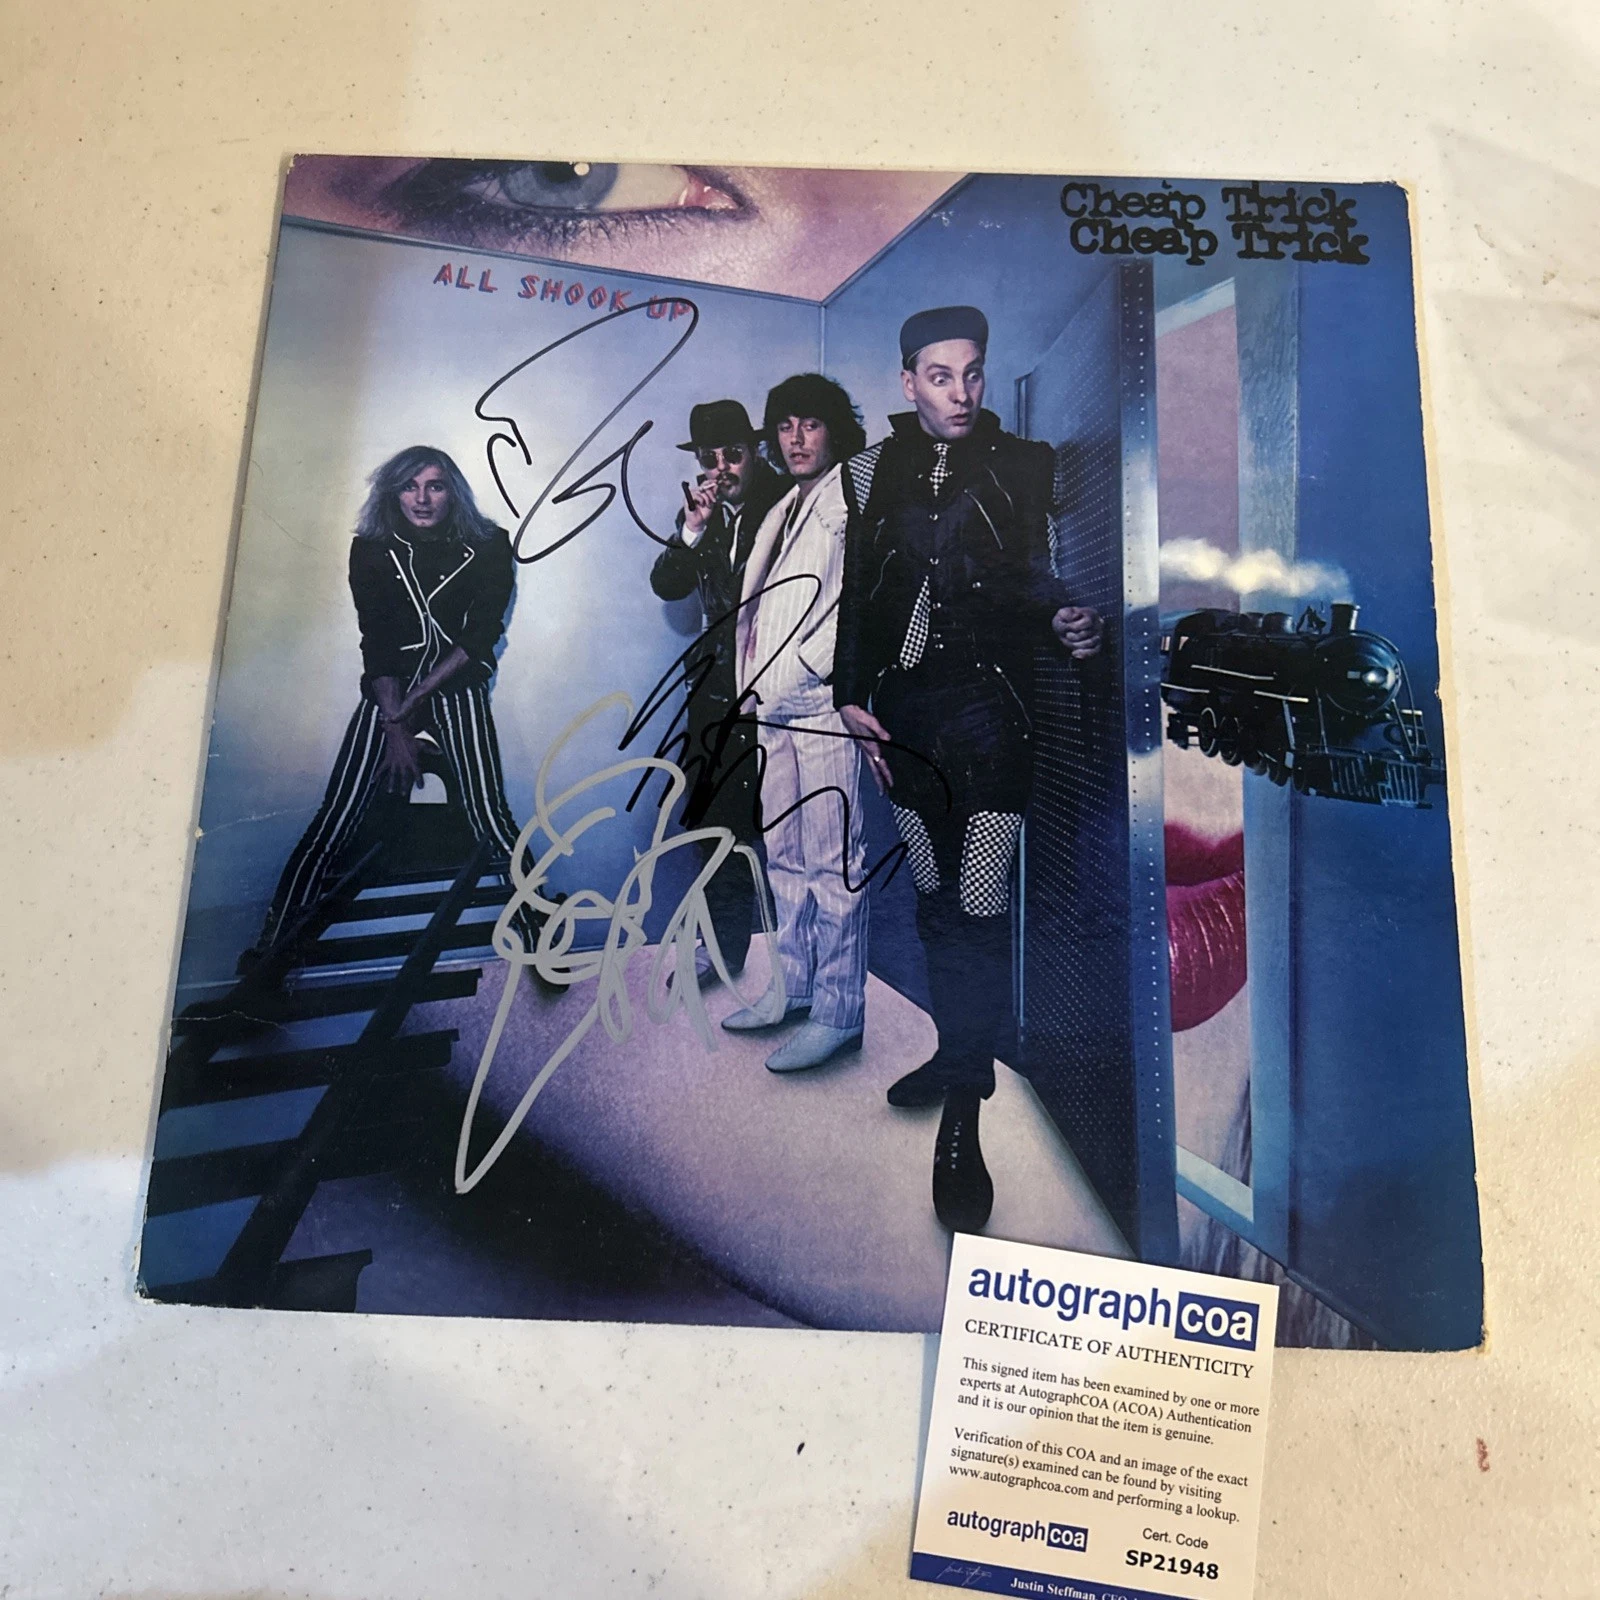 Cheap Trick
Cheap Trick
ALL SHOOK UP
autographcoa
CERTIFICATE OF AUTHENTICITY
This signed item has been examined by one or more
experts at AutographCOA (ACOA) Authentication
and it is our opinion that the item is genuine.
Verification of this COA and an image of the exact
signature(s) examined can be found by visiting
www.autographcoa.com and performing a lookup.
autographcoa
Cert. Code
SP21948
Justin Steffman, CEO